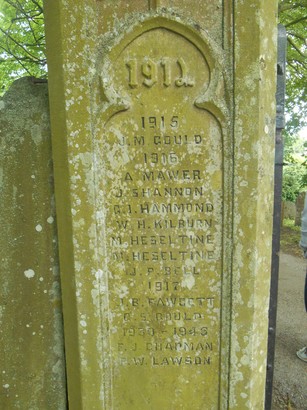 1914
1915
J. M. GOULD
1916
A MAWER
J. SHANNON
G. I. HAMMOND
W. H. KILBURN
M. HESELTINE
W. HESELTINE
J. P. BELL
1917
J. B. FAWCETT
C. S. GOULD
1939 - 1945
E. J CHAPMAN
G. W. LAWSON